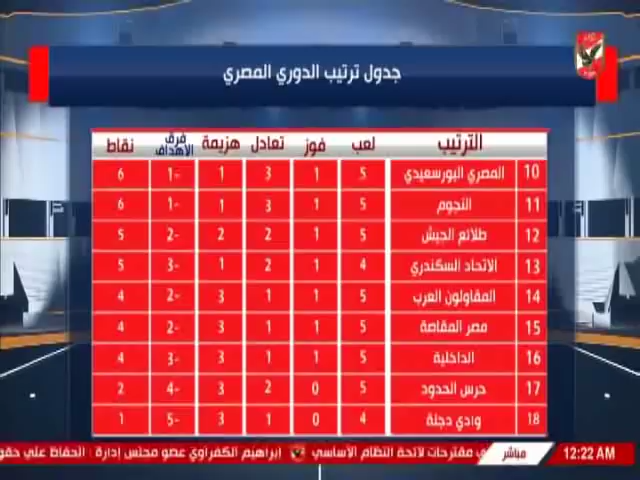 جدول ترتيب الدوري المصري
الترتيب لعب فوز تعادل هزيمة فرق الأهداف نقاط
10 المصري البورسعيدي 5 1 3 1 1- 6
11 النجوم 5 1 3 1 1- 6
12 طلائع الجيش 5 1 2 2 2- 5
13 الاتحاد السكندري 4 1 2 1 3- 5
14 المقاولون العرب 5 1 1 3 2- 4
15 مصر المقاصة 5 1 1 3 2- 4
16 الداخلية 5 1 1 3 3- 4
17 حرس الحدود 5 0 2 3 4- 2
18 وادي دجلة 4 0 1 3 5- 1
12:22 AM مباشر ي مقترحات لائحة النظام الأساسي إبراهيم الكفراوي عضو مجلس إدارة : الحفاظ علي حقو